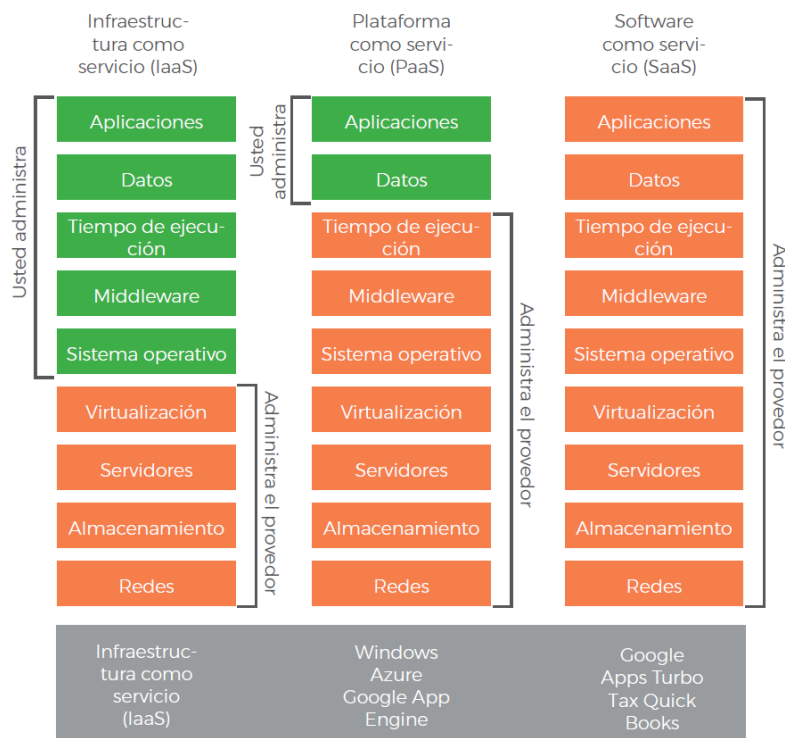 Infraestruc-
tura como
servicio (IaaS)
Plataforma
como servi-
cio (PaaS)
Software
como servi-
cio (SaaS)
Usted administra
Aplicaciones
Datos
Tiempo de ejecu-
ción
Middleware
Sistema operativo
Virtualización
Servidores
Almacenamiento
Redes
Administra el provedor
Usted
administra
Aplicaciones
Datos
Tiempo de ejecu-
ción
Middleware
Sistema operativo
Virtualización
Servidores
Almacenamiento
Redes
Administra el provedor
Aplicaciones
Datos
Tiempo de ejecu-
ción
Middleware
Sistema operativo
Virtualización
Servidores
Almacenamiento
Redes
Administra el provedor
Infraestruc-
tura como
servicio
(IaaS)
Windows
Azure
Google App
Engine
Google
Apps Turbo
Tax Quick
Books